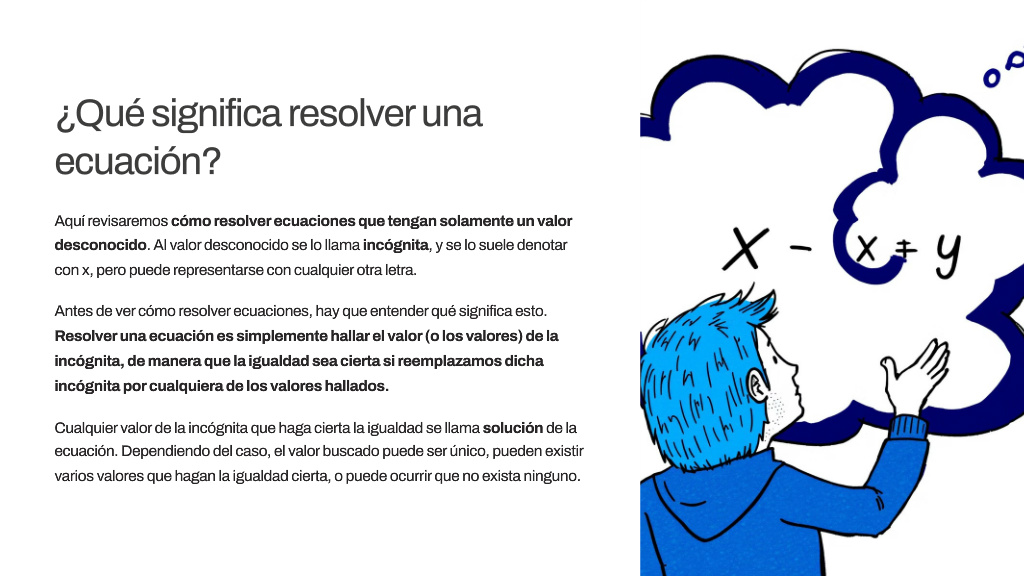 ¿Qué significa resolver una
ecuación?
Aquí revisaremos cómo resolver ecuaciones que tengan solamente un valor
desconocido. Al valor desconocido se lo llama incógnita, y se lo suele denotar
con x, pero puede representarse con cualquier otra letra.
Antes de ver cómo resolver ecuaciones, hay que entender qué significa esto.
Resolver una ecuación es simplemente hallar el valor (o los valores) de la
incógnita, de manera que la igualdad sea cierta si reemplazamos dicha
incógnita por cualquiera de los valores hallados.
Cualquier valor de la incógnita que haga cierta la igualdad se llama solución de la
ecuación. Dependiendo del caso, el valor buscado puede ser único, pueden existir
varios valores que hagan la igualdad cierta, o puede ocurrir que no exista ninguno.
X - x + y